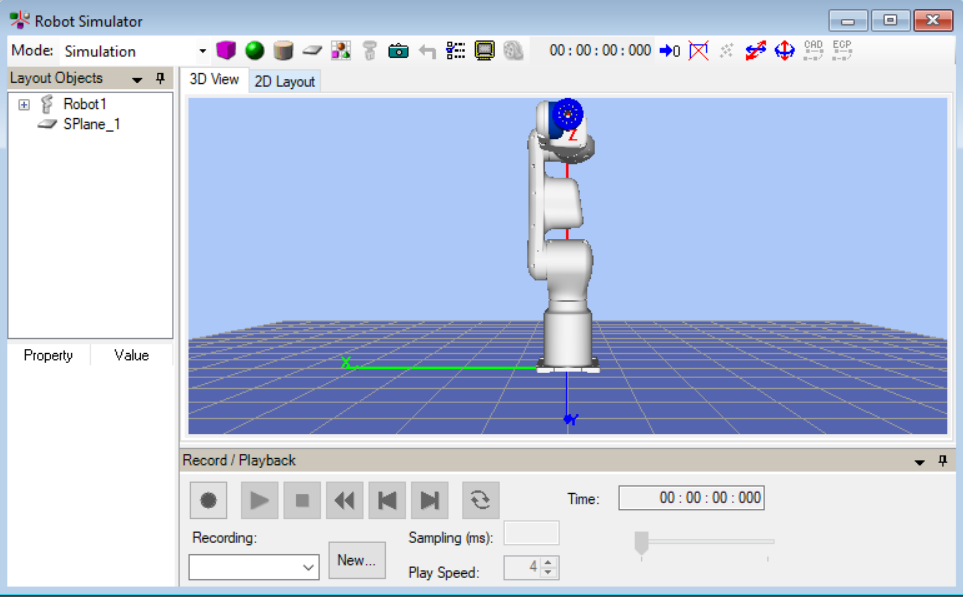 Robot Simulator
Mode: Simulation 00 : 00 : 00 : 000 CAD ECP
Layout Objects
3D View 2D Layout
Robot1
SPlane_1
Z
X
Y
Property Value
Record / Playback
Time: 00 : 00 : 00 : 000
Recording: Sampling (ms):
New...
Play Speed: 4